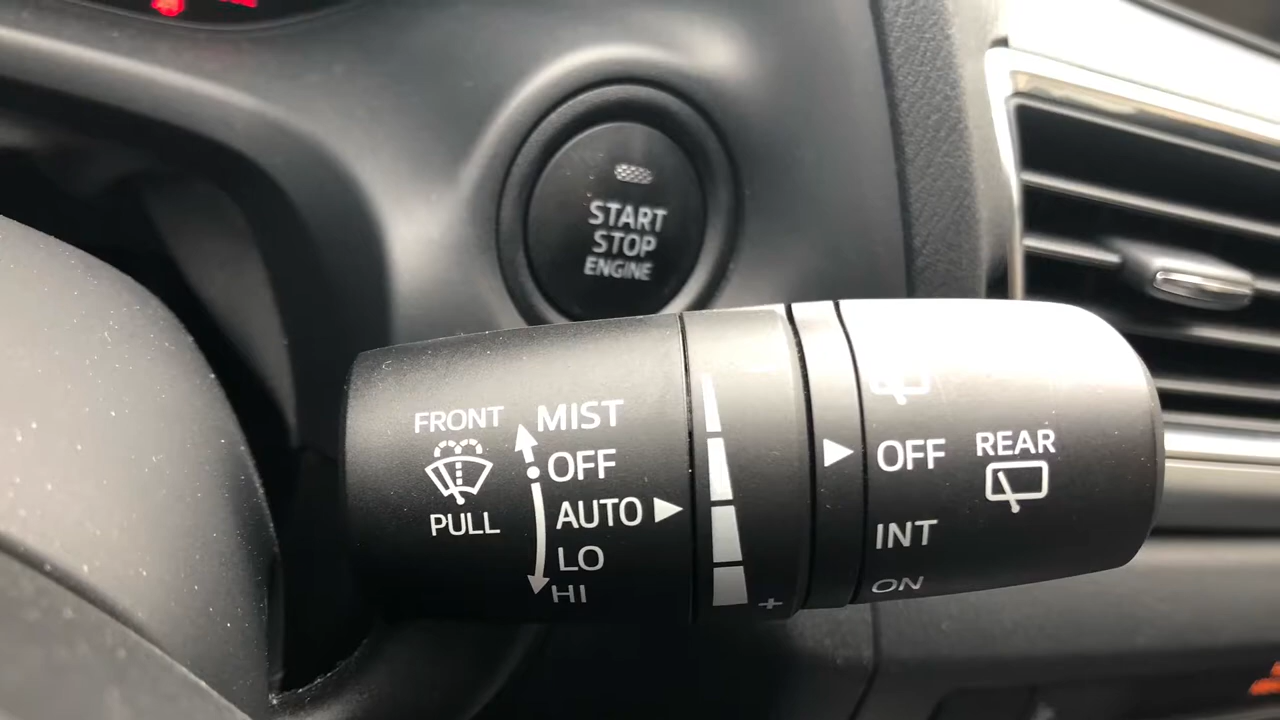 START
STOP
ENGINE
FRONT
PULL
MIST
OFF
AUTO
LO
HI
+
OFF
INT
ON
REAR